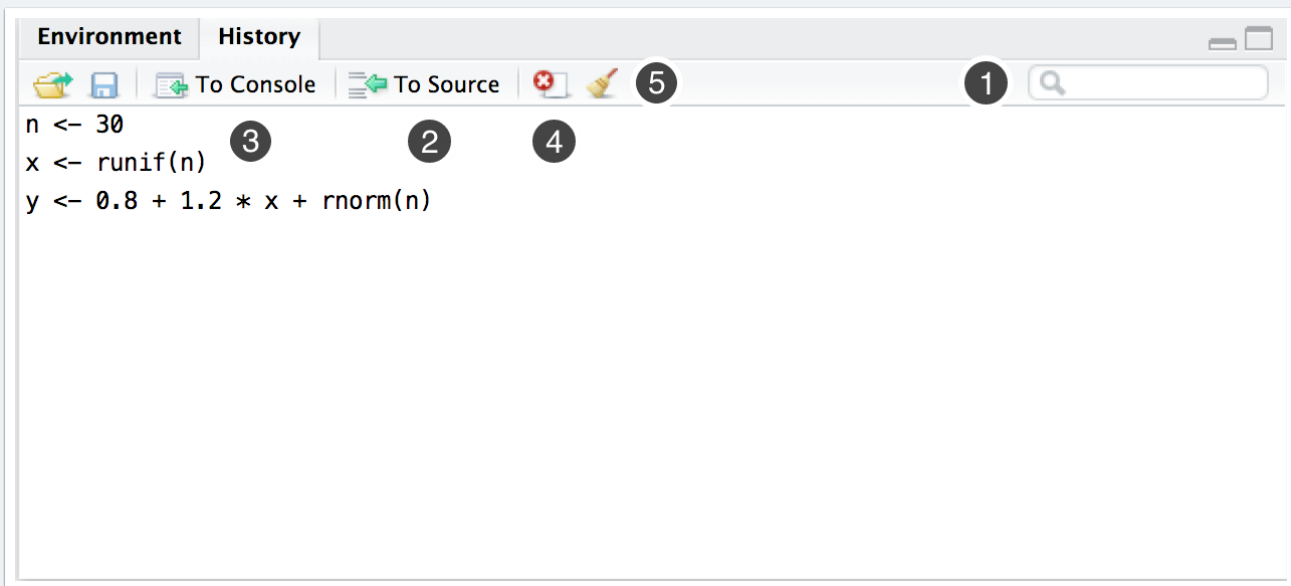 Environment History
To Console To Source 5 1
3 2 4
n <- 30
x <- runif(n)
y <- 0.8 + 1.2 * x + rnorm(n)